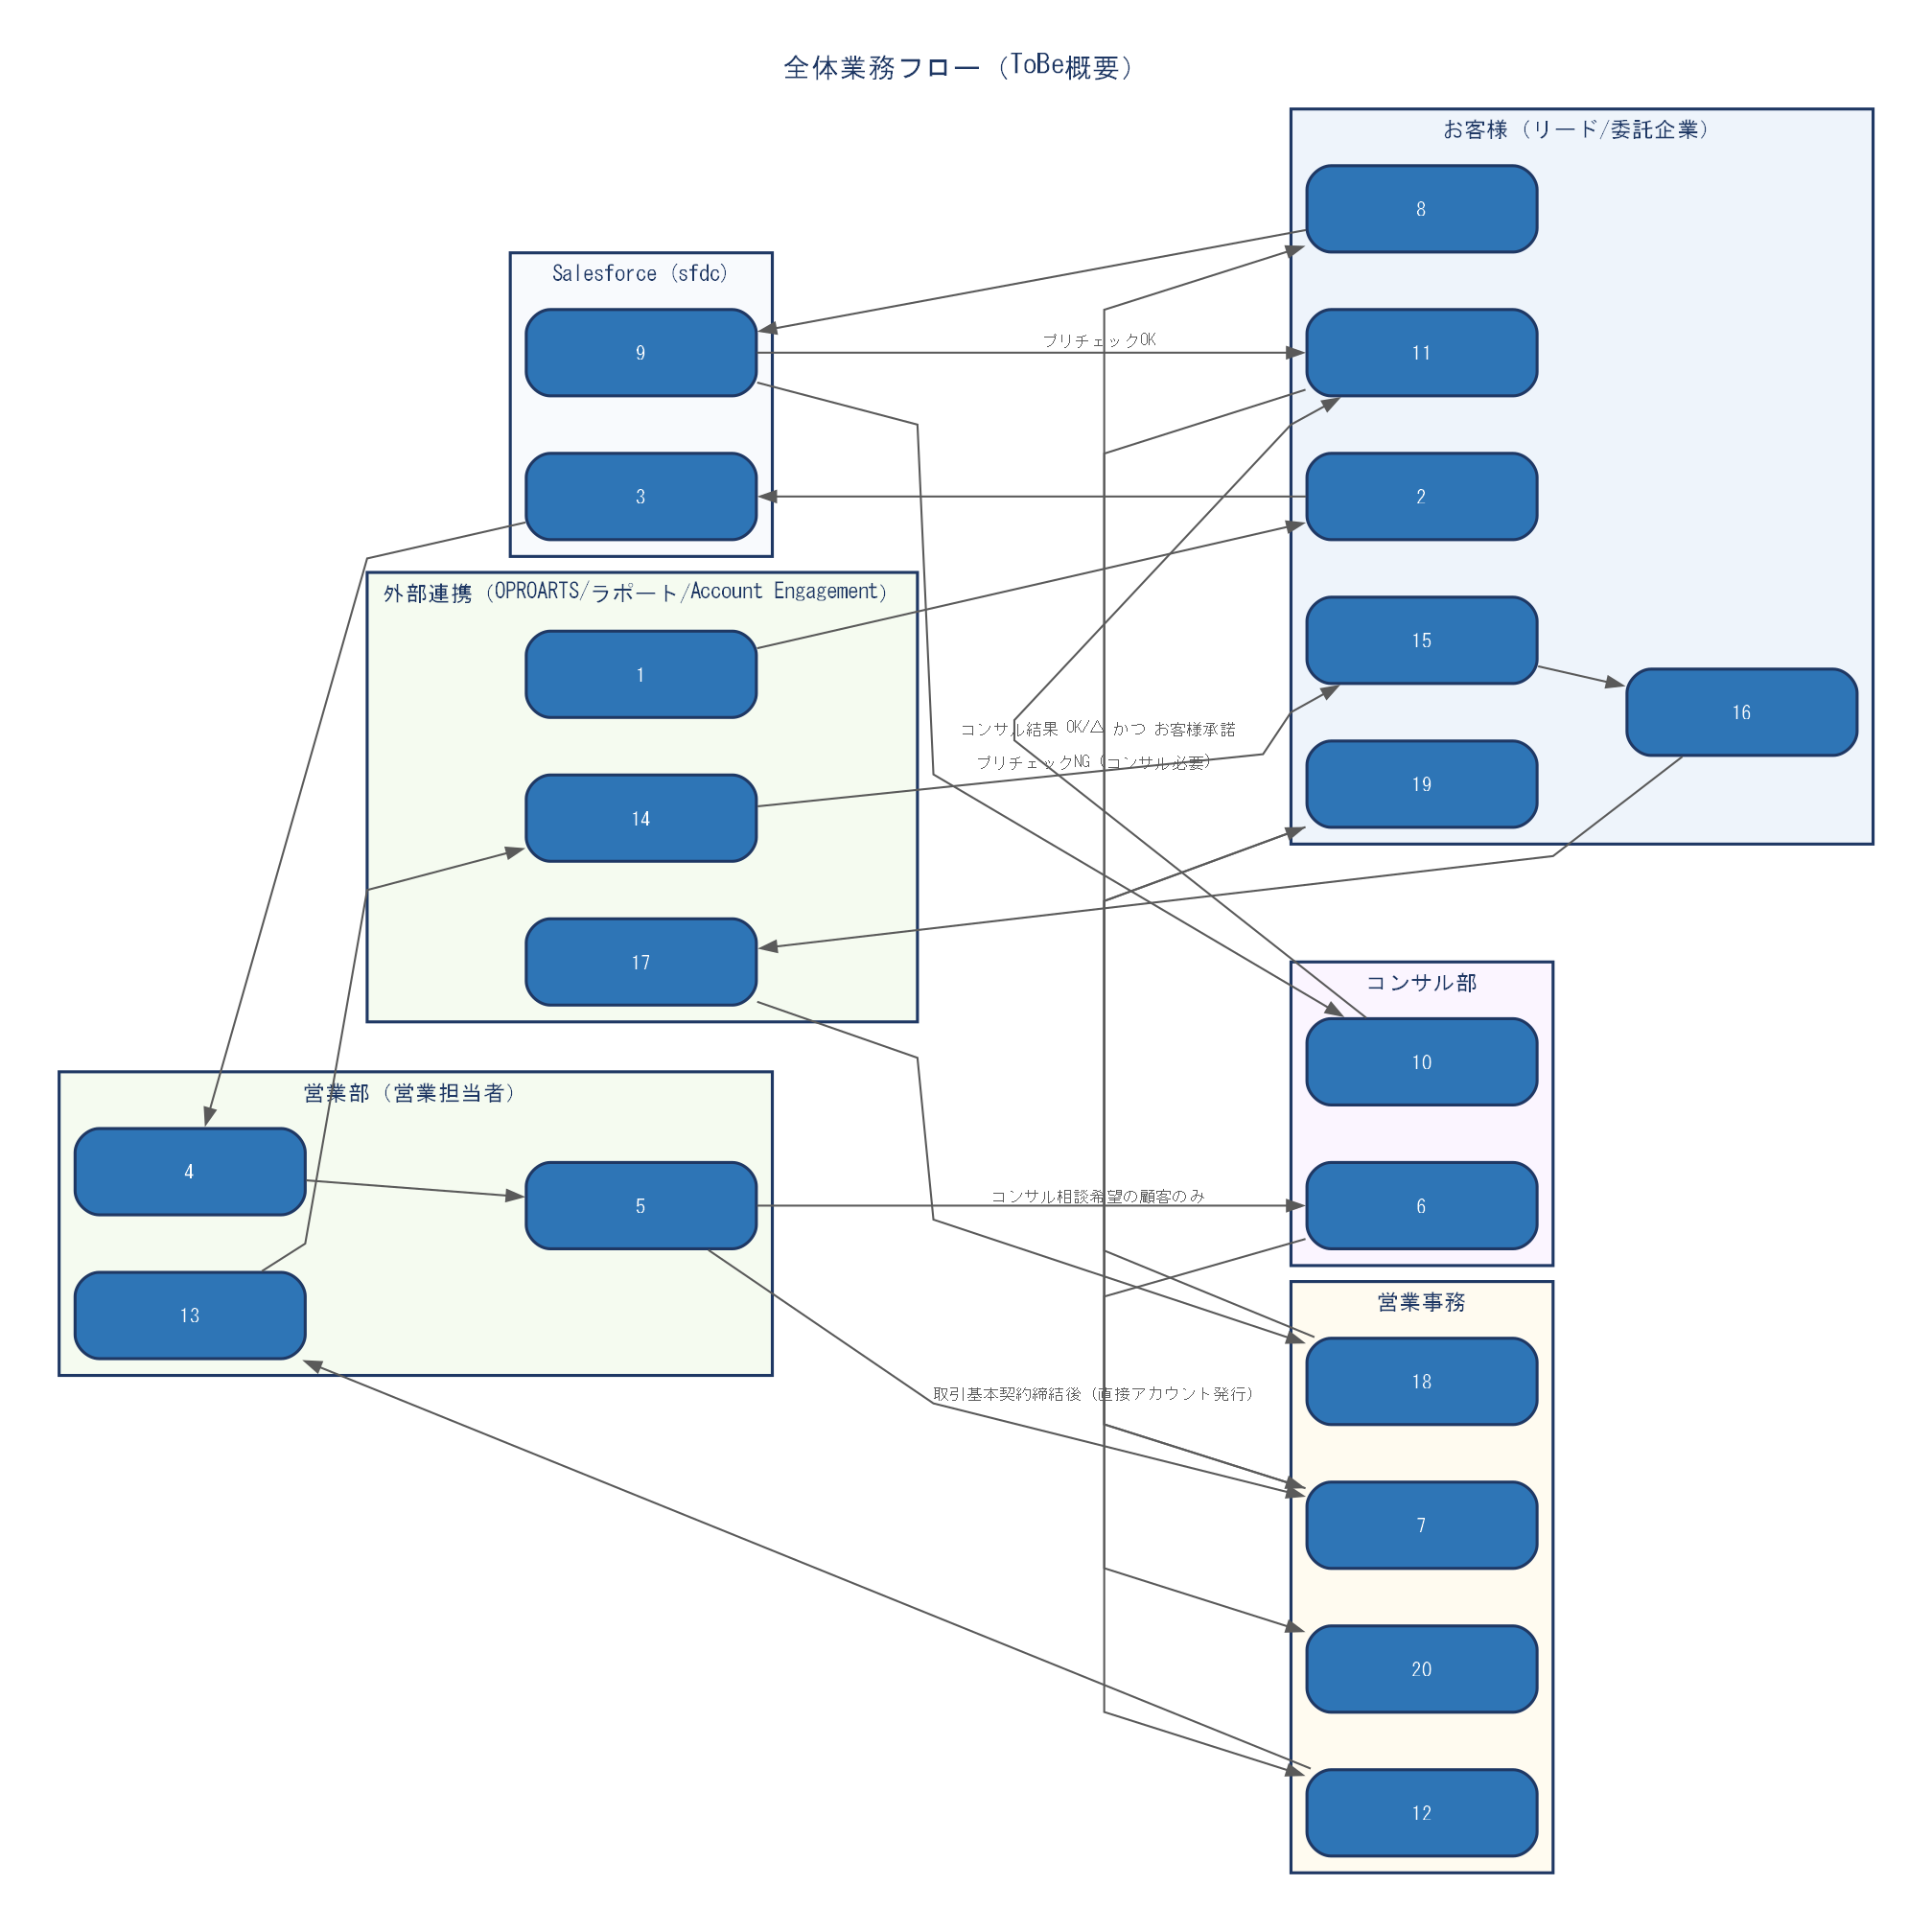 全体業務フロー（ToBe概要）
お客様（リード/委託企業）
8
11
2
15
16
19
Salesforce（sfdc）
9
3
プリチェックOK
外部連携（OPROARTS/ラポート/Account Engagement）
1
14
17
コンサル結果 OK/△ かつ お客様承諾
プリチェックNG（コンサル必要）
コンサル部
10
6
営業部（営業担当者）
4
5
13
コンサル相談希望の顧客のみ
営業事務
18
7
20
12
取引基本契約締結後（直接アカウント発行）